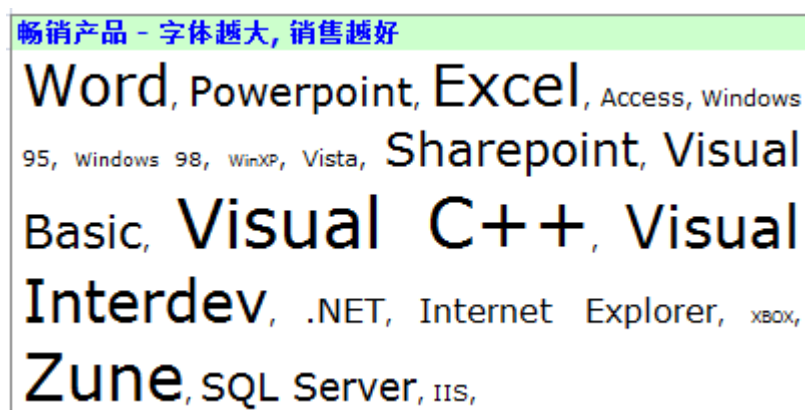 畅销产品 - 字体越大, 销售越好
Word, Powerpoint, Excel, Access, Windows
95, Windows 98, WinXP, Vista, Sharepoint, Visual
Basic, Visual C++, Visual
Interdev, .NET, Internet Explorer, XBOX,
Zune, SQL Server, IIS,